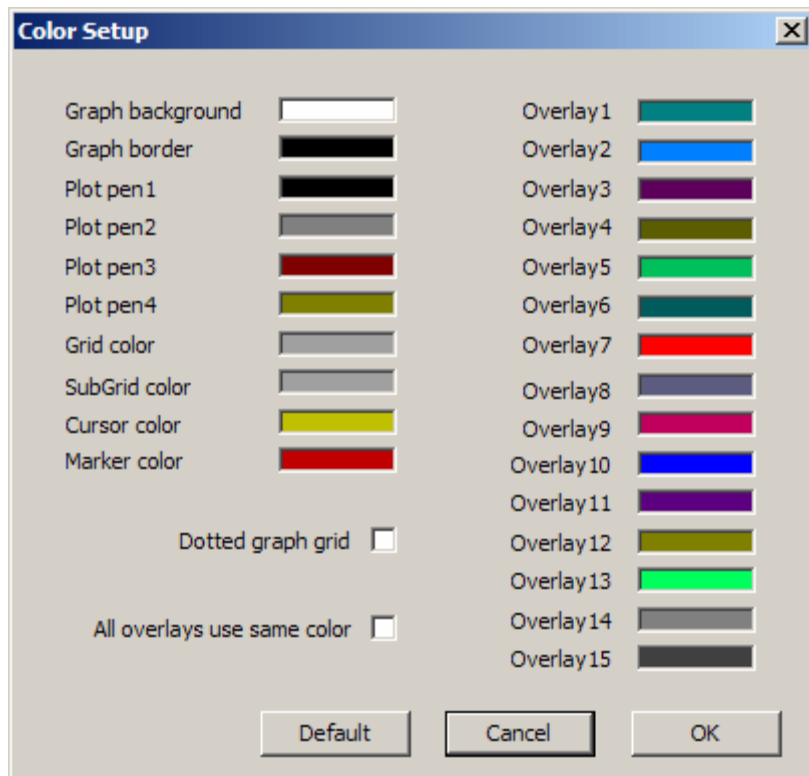 Color Setup
Graph background
Graph border
Plot pen1
Plot pen2
Plot pen3
Plot pen4
Grid color
SubGrid color
Cursor color
Marker color
Dotted graph grid
All overlays use same color
Overlay1
Overlay2
Overlay3
Overlay4
Overlay5
Overlay6
Overlay7
Overlay8
Overlay9
Overlay10
Overlay11
Overlay12
Overlay13
Overlay14
Overlay15
Default
Cancel
OK